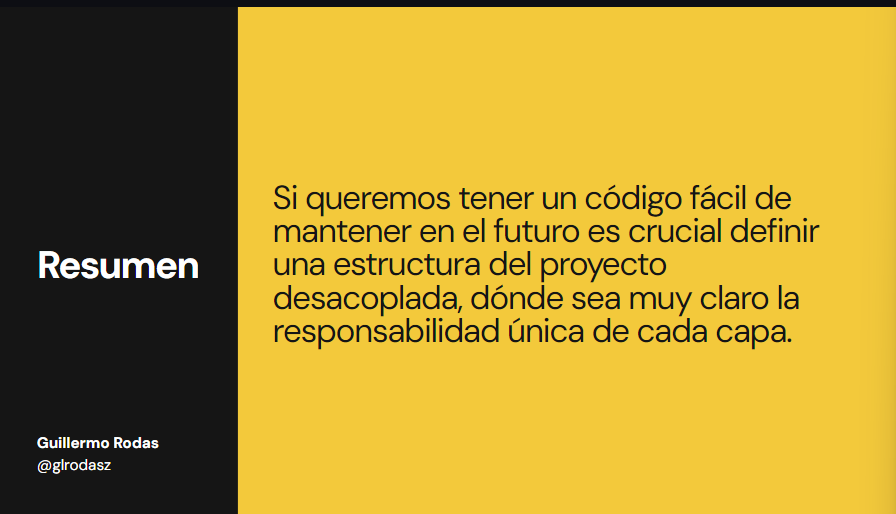 Resumen
Si queremos tener un código fácil de
mantener en el futuro es crucial definir
una estructura del proyecto
desacoplada, dónde sea muy claro la
responsabilidad única de cada capa.
Guillermo Rodas
@glrodasz